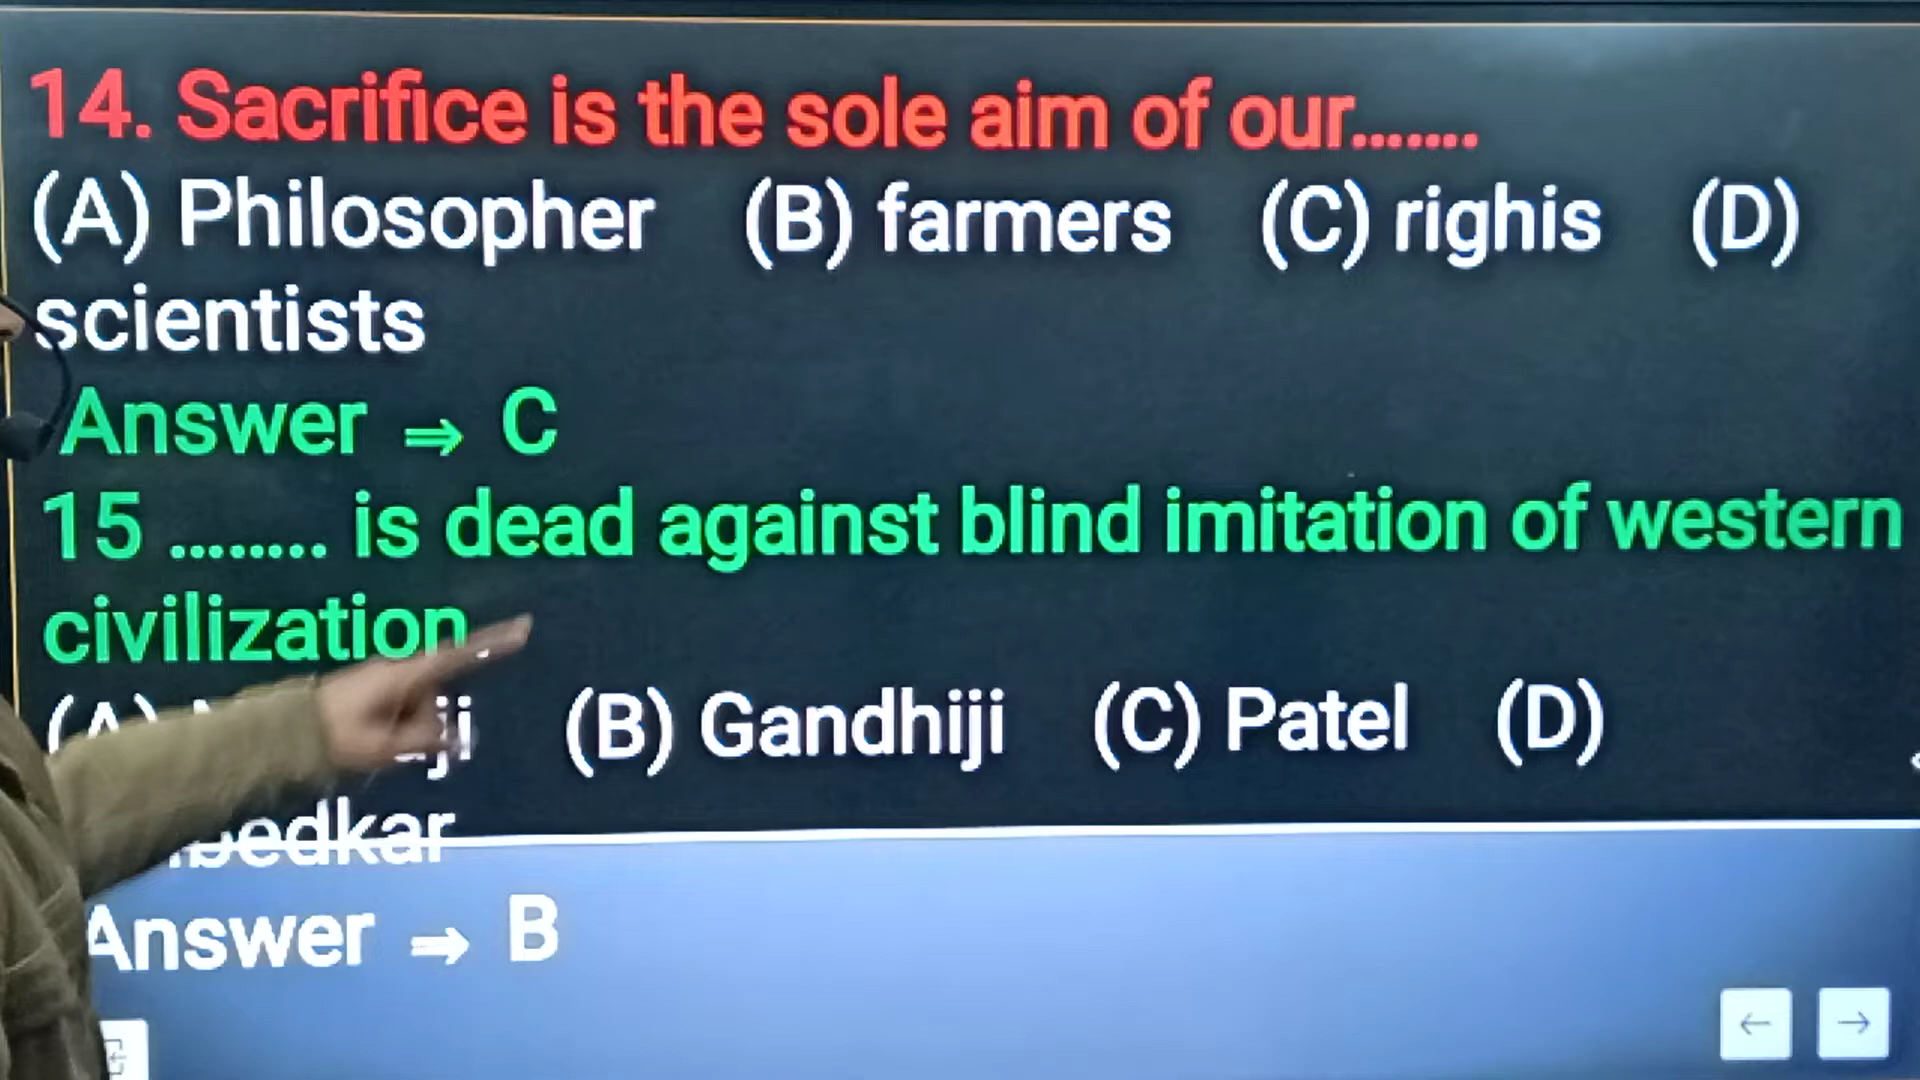 14. Sacrifice is the sole aim of our.......
(A) Philosopher (B) farmers (C) righis (D)
scientists
Answer ⇒ C
15 ........ is dead against blind imitation of western
civilization.
(B) Gandhiji (C) Patel (D)
Answer ⇒ B